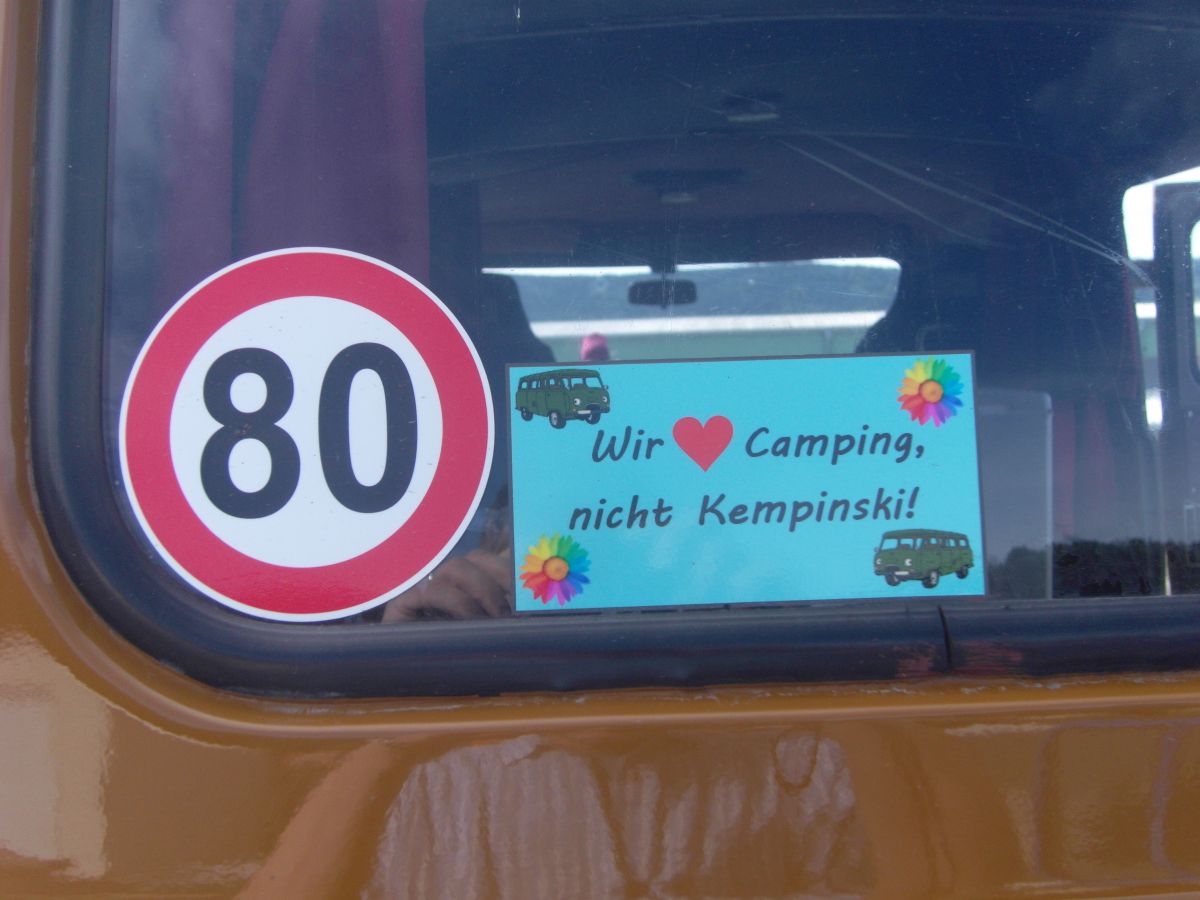 80
Wir ❤ Camping,
nicht Kempinski!